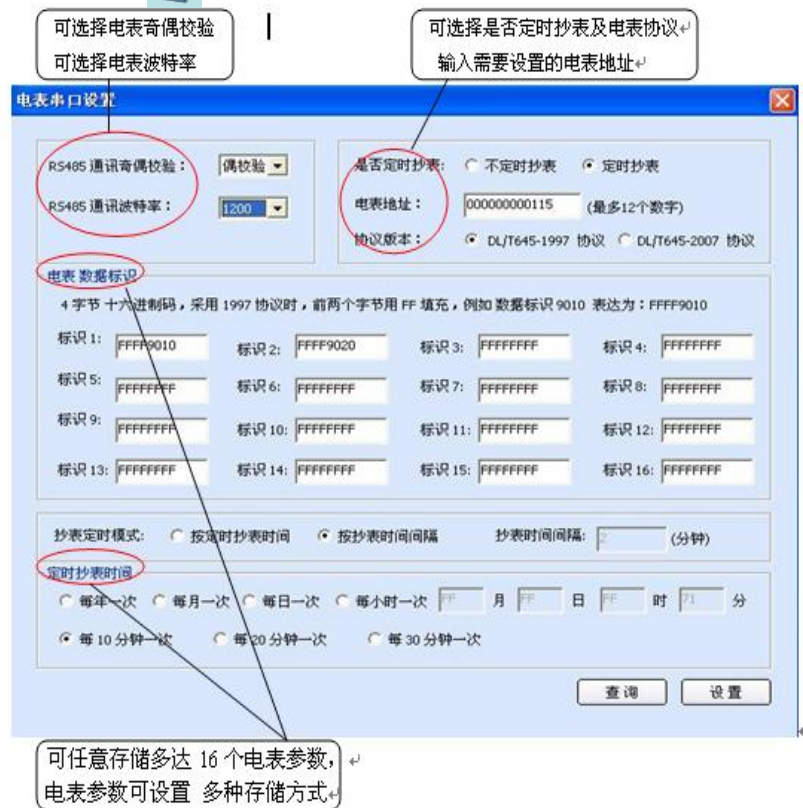 可选择电表奇偶校验
可选择电表波特率
可选择是否定时抄表及电表协议
输入需要设置的电表地址
电表串口设置
RS485 通讯奇偶校验： 偶校验
RS485 通讯波特率： 1200
是否定时抄表: 不定时抄表 定时抄表
电表地址： 000000000115 (最多12个数字)
协议版本： DL/T645-1997 协议 DL/T645-2007 协议
电表 数据标识
4 字节 十六进制码，采用 1997 协议时，前两个字节用 FF 填充，例如 数据标识 9010 表达为：FFFF9010
标识 1: FFFF9010 标识 2: FFFF9020 标识 3: FFFFFFFF 标识 4: FFFFFFFF
标识 5: FFFFFFFF 标识 6: FFFFFFFF 标识 7: FFFFFFFF 标识 8: FFFFFFFF
标识 9: FFFFFFFF 标识 10: FFFFFFFF 标识 11: FFFFFFFF 标识 12: FFFFFFFF
标识 13: FFFFFFFF 标识 14: FFFFFFFF 标识 15: FFFFFFFF 标识 16: FFFFFFFF
抄表定时模式: 按定时抄表时间 按抄表时间间隔 抄表时间间隔: 2 (分钟)
定时抄表时间
每年一次 每月一次 每日一次 每小时一次 FF 月 FF 日 FF 时 71 分
每 10 分钟一次 每 20 分钟一次 每 30 分钟一次
查询 设置
可任意存储多达 16 个电表参数，
电表参数可设置 多种存储方式